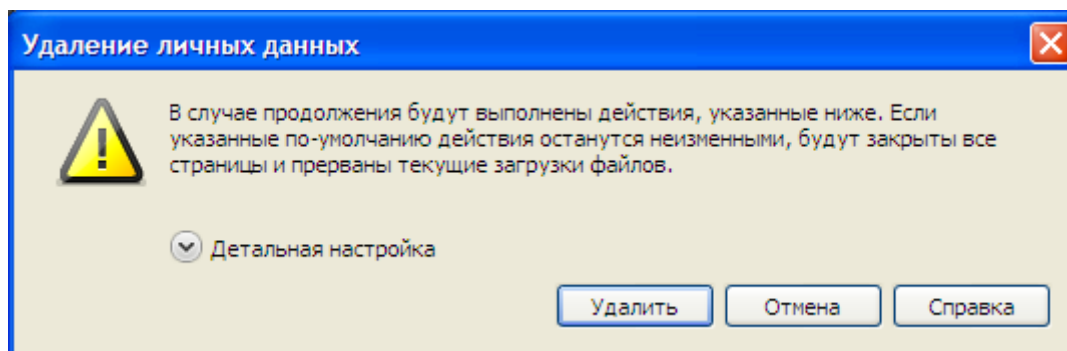 Удаление личных данных
В случае продолжения будут выполнены действия, указанные ниже. Если
указанные по-умолчанию действия останутся неизменными, будут закрыты все
страницы и прерваны текущие загрузки файлов.
Детальная настройка
Удалить Отмена Справка